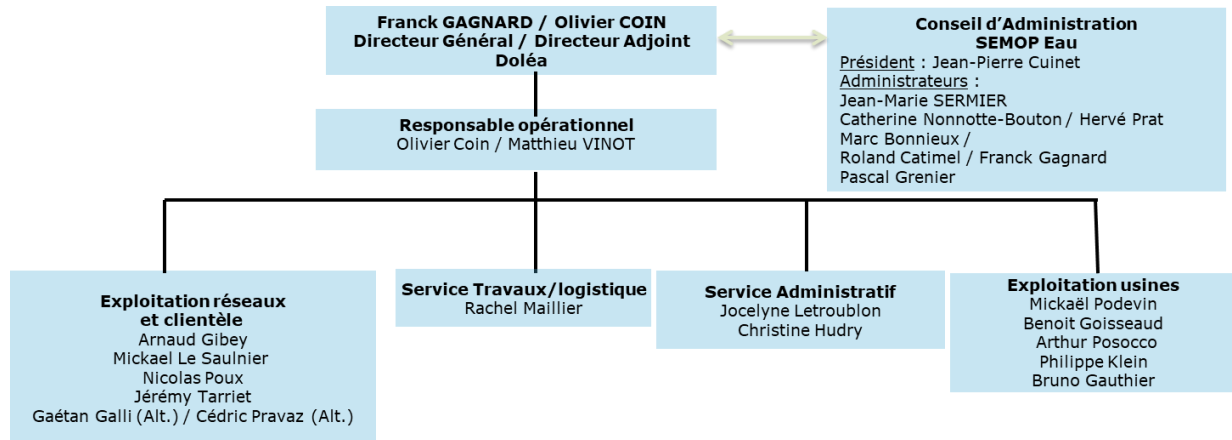 Franck GAGNARD / Olivier COIN
Directeur Général / Directeur Adjoint
Doléa
Conseil d'Administration
SEMOP Eau
Président : Jean-Pierre Cuinet
Administrateurs :
Jean-Marie SERMIER
Catherine Nonnotte-Bouton / Hervé Prat
Marc Bonnieux /
Roland Catimel / Franck Gagnard
Pascal Grenier
Responsable opérationnel
Olivier Coin / Matthieu VINOT
Exploitation réseaux
et clientèle
Arnaud Gibey
Mickael Le Saulnier
Nicolas Poux
Jérémy Tarriet
Gaétan Galli (Alt.) / Cédric Pravaz (Alt.)
Service Travaux/logistique
Rachel Maillier
Service Administratif
Jocelyne Letroublon
Christine Hudry
Exploitation usines
Mickaël Podevin
Benoit Goisseaud
Arthur Posocco
Philippe Klein
Bruno Gauthier